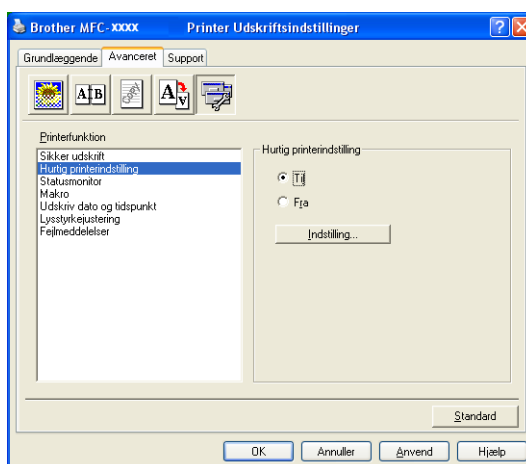 Brother MFC-XXXX Printer Udskriftsindstillinger
Grundlæggende Avanceret Support
A B
A V
Printerfunktion
Sikker udskrift
Hurtig printerindstilling
Statusmonitor
Makro
Udskriv dato og tidspunkt
Lysstyrkejustering
Fejlmeddelelser
Hurtig printerindstilling
Til
Fra
Indstilling...
Standard
OK Annuller Anvend Hjælp